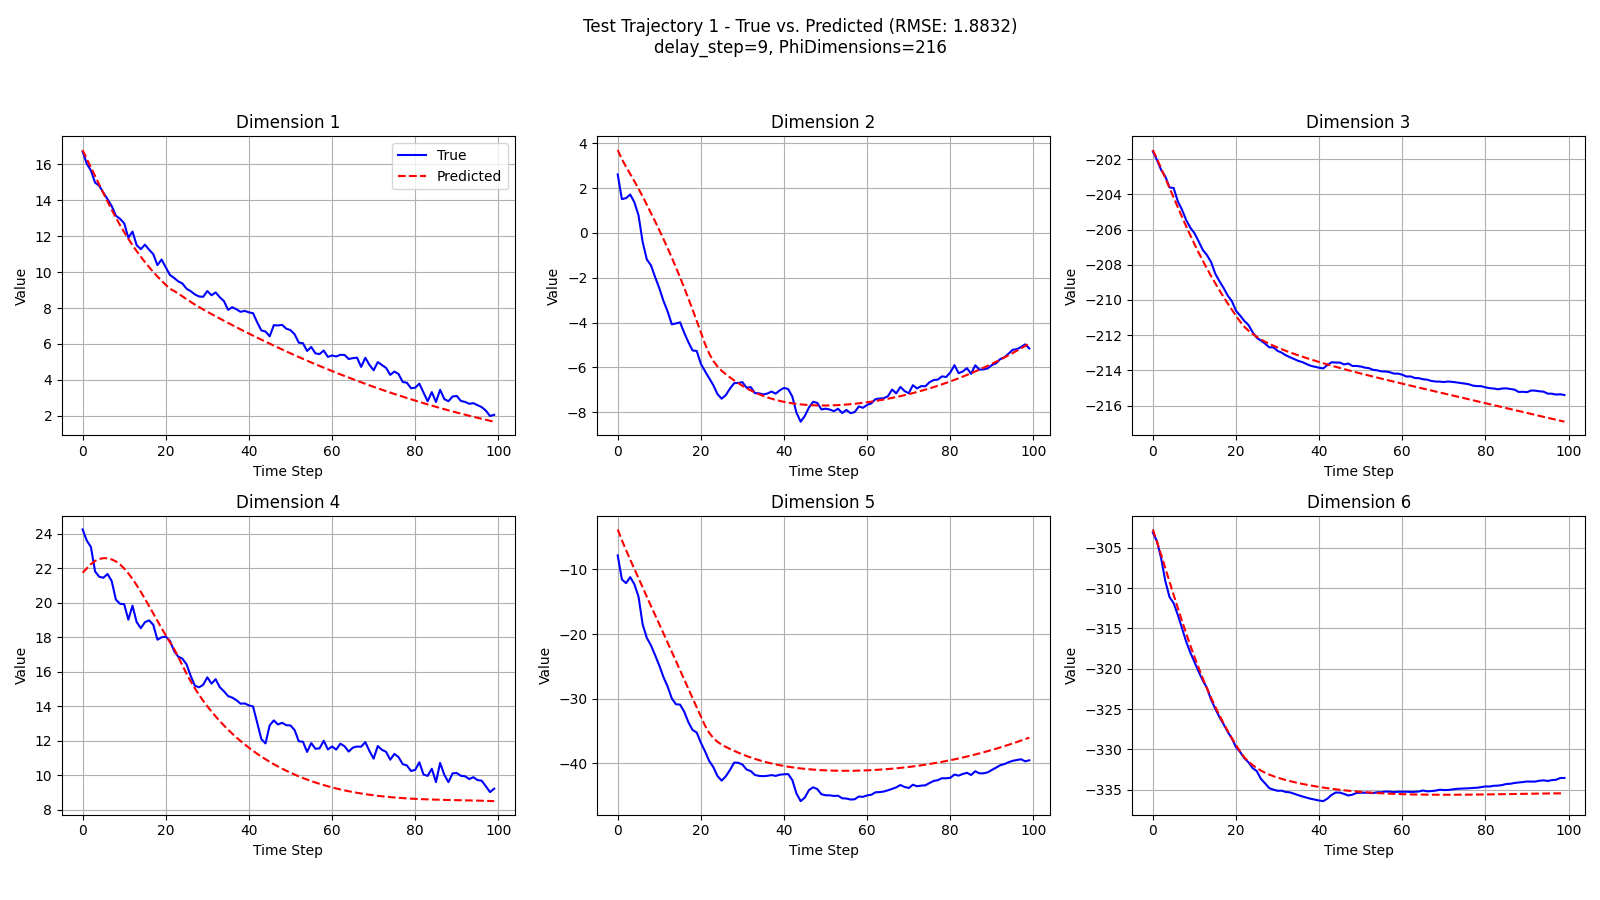 Test Trajectory 1 - True vs. Predicted (RMSE: 1.8832)
delay_step=9, PhiDimensions=216
Dimension 1
True
Predicted
16
14
12
10
8
6
4
2
Value
0 20 40 60 80 100
Time Step
Dimension 2
4
2
0
−2
−4
−6
−8
Value
0 20 40 60 80 100
Time Step
Dimension 3
−202
−204
−206
−208
−210
−212
−214
−216
Value
0 20 40 60 80 100
Time Step
Dimension 4
24
22
20
18
16
14
12
10
8
Value
0 20 40 60 80 100
Time Step
Dimension 5
−10
−20
−30
−40
Value
0 20 40 60 80 100
Time Step
Dimension 6
−305
−310
−315
−320
−325
−330
−335
Value
0 20 40 60 80 100
Time Step